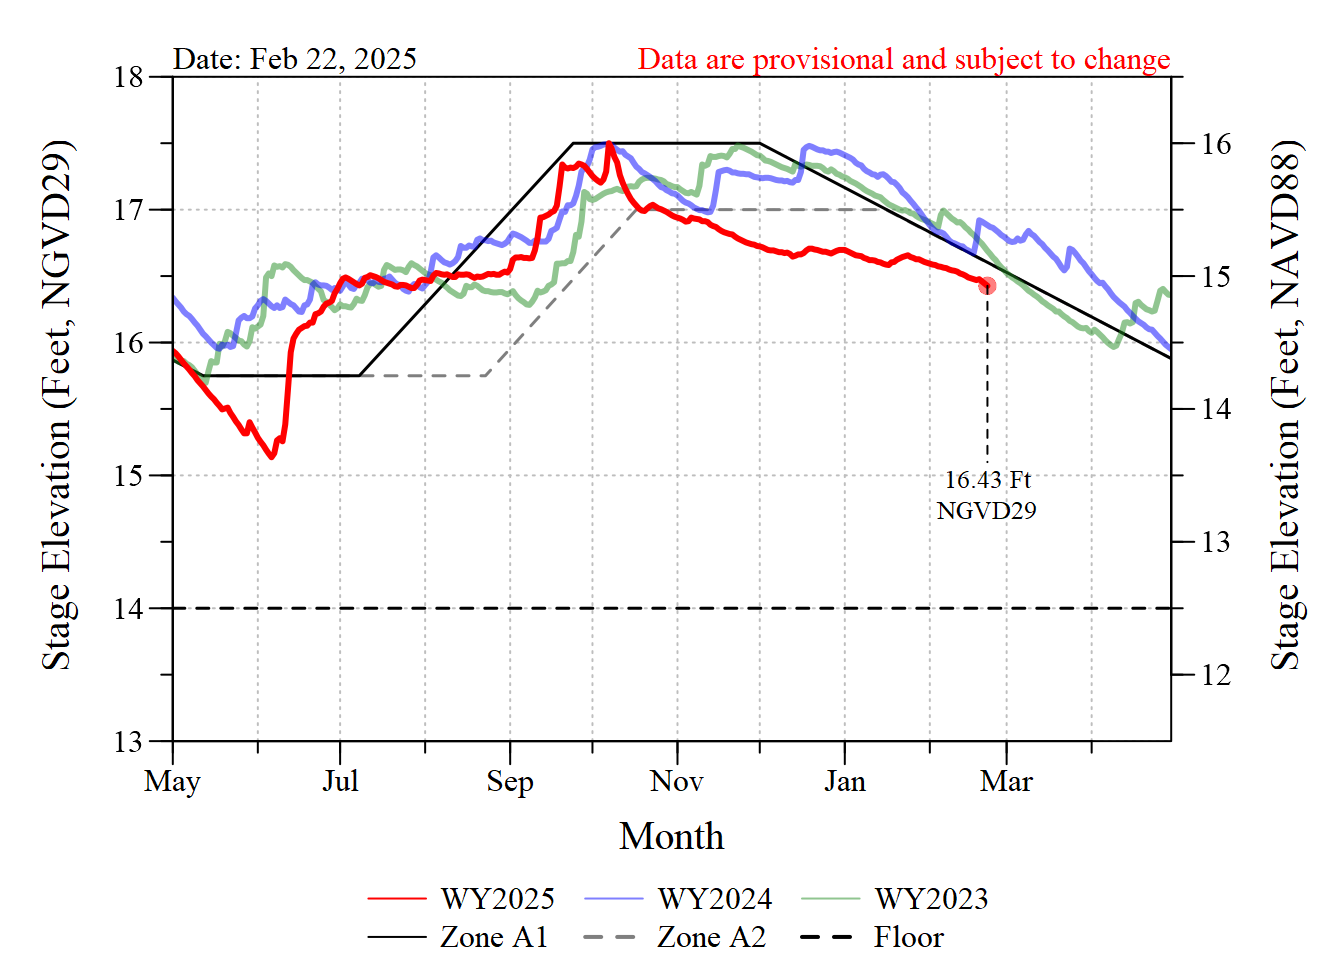 Date: Feb 22, 2025
Data are provisional and subject to change
Stage Elevation (Feet, NGVD29)
18
17
16
15
14
13
16
15
14
13
12
Stage Elevation (Feet, NAVD88)
16.43 Ft
NGVD29
May
Jul
Sep
Nov
Jan
Mar
Month
WY2025
WY2024
WY2023
Zone A1
Zone A2
Floor